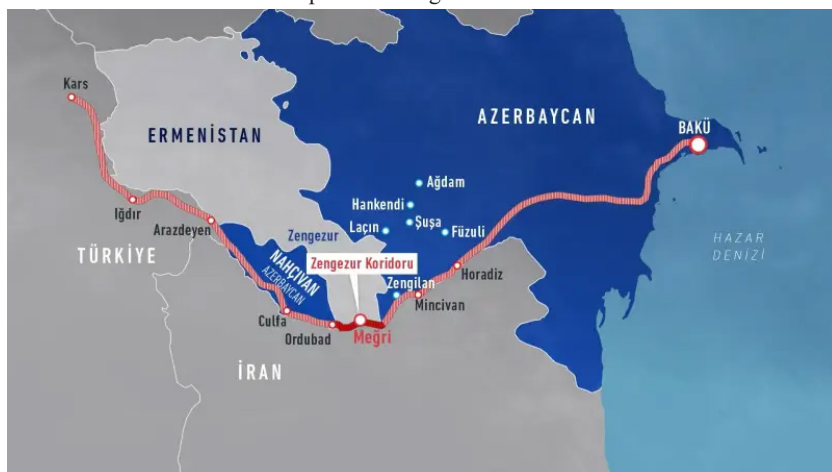 Kars
AZERBAYCAN
BAKÜ
ERMENİSTAN
Ağdam
Hankendi
Iğdır
Şuşa
Laçın
Füzuli
Arazdeyen
Zengezur
HAZAR
DENİZİ
TÜRKİYE
NAHÇIVAN
AZERBAYCAN
Zengezur Koridoru
Horadiz
Zengilan
Mincivan
Culfa
Ordubad
Meğri
İRAN